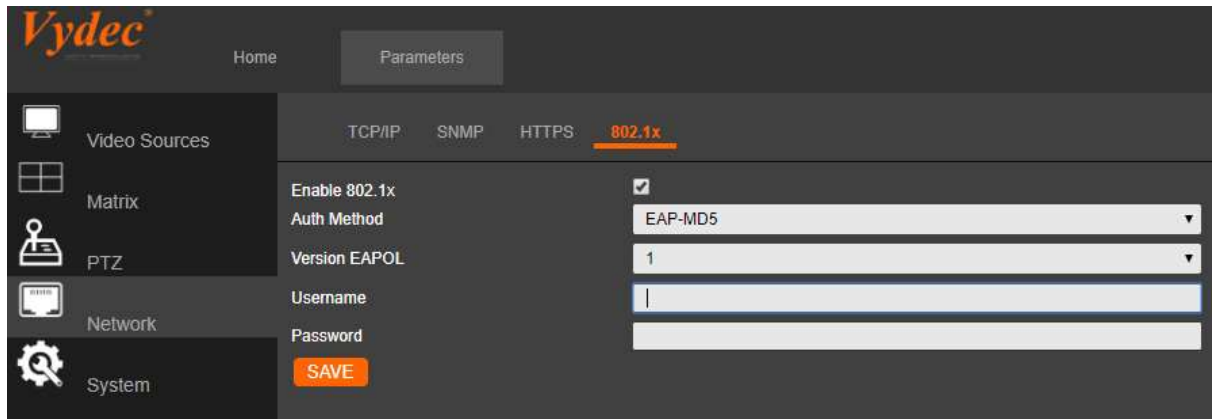 Vydec
Home Parameters
Video Sources
Matrix
PTZ
Network
System
TCP/IP SNMP HTTPS 802.1x
Enable 802.1x
Auth Method EAP-MD5
Version EAPOL 1
Username
Password
SAVE